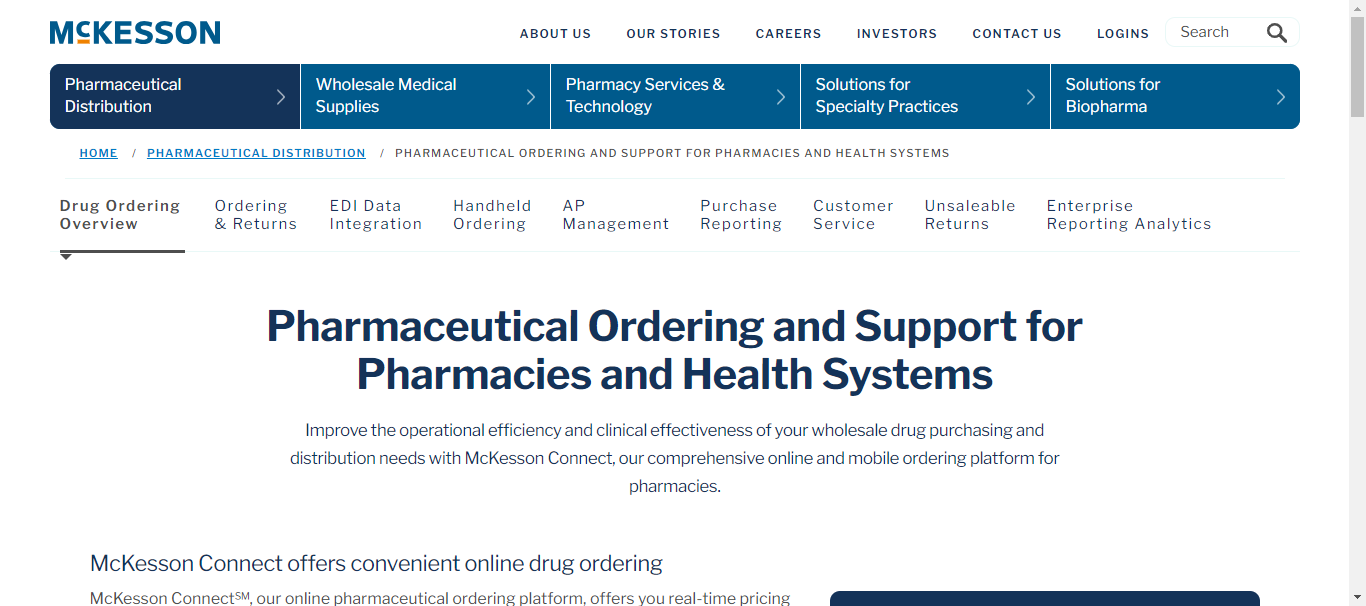 McKESSON
ABOUT US OUR STORIES CAREERS INVESTORS CONTACT US LOGINS Search
Pharmaceutical
Distribution
Wholesale Medical
Supplies
Pharmacy Services &
Technology
Solutions for
Specialty Practices
Solutions for
Biopharma
HOME / PHARMACEUTICAL DISTRIBUTION / PHARMACEUTICAL ORDERING AND SUPPORT FOR PHARMACIES AND HEALTH SYSTEMS
Drug Ordering
Overview
Ordering
& Returns
EDI Data
Integration
Handheld
Ordering
AP
Management
Purchase
Reporting
Customer
Service
Unsaleable
Returns
Enterprise
Reporting Analytics
Pharmaceutical Ordering and Support for
Pharmacies and Health Systems
Improve the operational efficiency and clinical effectiveness of your wholesale drug purchasing and
distribution needs with McKesson Connect, our comprehensive online and mobile ordering platform for
pharmacies.
McKesson Connect offers convenient online drug ordering
McKesson Connect℠, our online pharmaceutical ordering platform, offers you real-time pricing